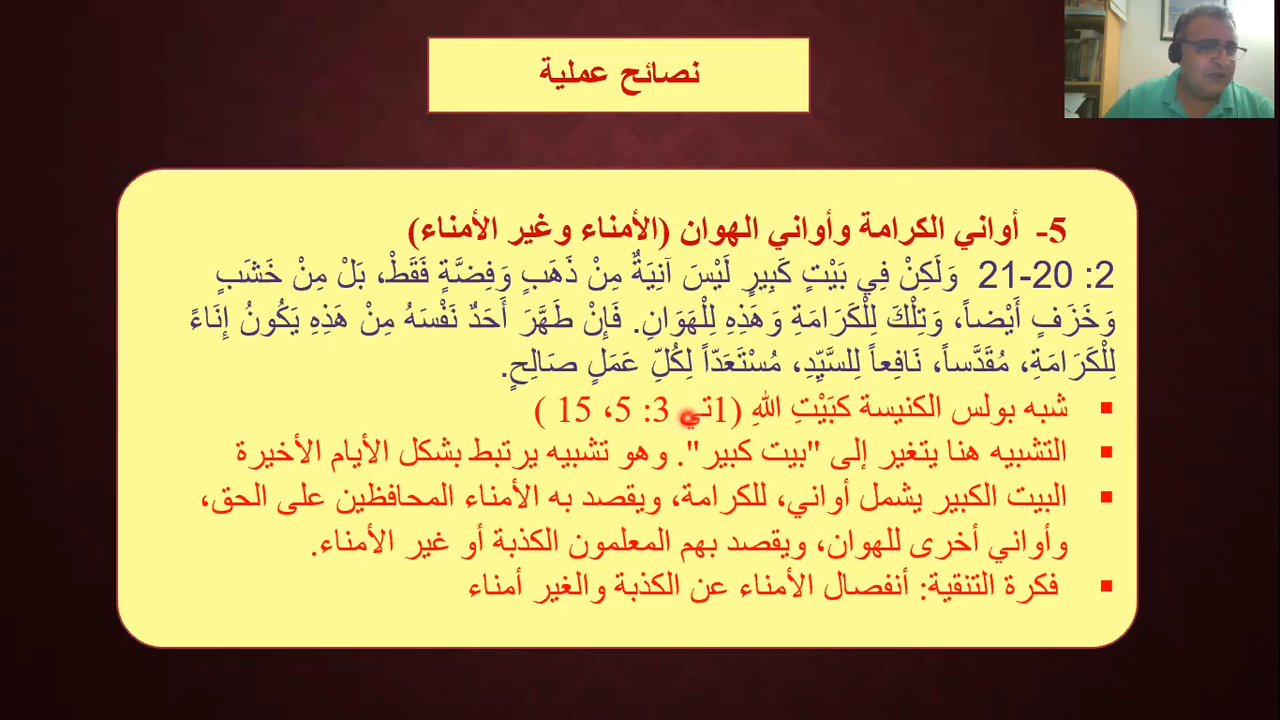 نصائح عملية
5- أواني الكرامة وأواني الهوان (الأمناء وغير الأمناء)
2: 20-21 وَلَكِنْ فِي بَيْتٍ كَبِيرٍ لَيْسَ آنِيَةٌ مِنْ ذَهَبٍ وَفِضَّةٍ فَقَطْ، بَلْ مِنْ خَشَبٍ
وَخَزَفٍ أَيْضاً، وَتِلْكَ لِلْكَرَامَةِ وَهَذِهِ لِلْهَوَانِ. فَإِنْ طَهَّرَ أَحَدٌ نَفْسَهُ مِنْ هَذِهِ يَكُونُ إِنَاءً
لِلْكَرَامَةِ، مُقَدَّساً، نَافِعاً لِلسَّيِّدِ، مُسْتَعَدّاً لِكُلِّ عَمَلٍ صَالِحٍ.
▪ شبه بولس الكنيسة كبَيْتِ اللهِ (1تي 3: 5، 15 )
▪ التشبيه هنا يتغير إلى "بيت كبير". وهو تشبيه يرتبط بشكل الأيام الأخيرة
▪ البيت الكبير يشمل أواني، للكرامة، ويقصد به الأمناء المحافظين على الحق،
وأواني أخرى للهوان، ويقصد بهم المعلمون الكذبة أو غير الأمناء.
▪ فكرة التنقية: أنفصال الأمناء عن الكذبة والغير أمناء